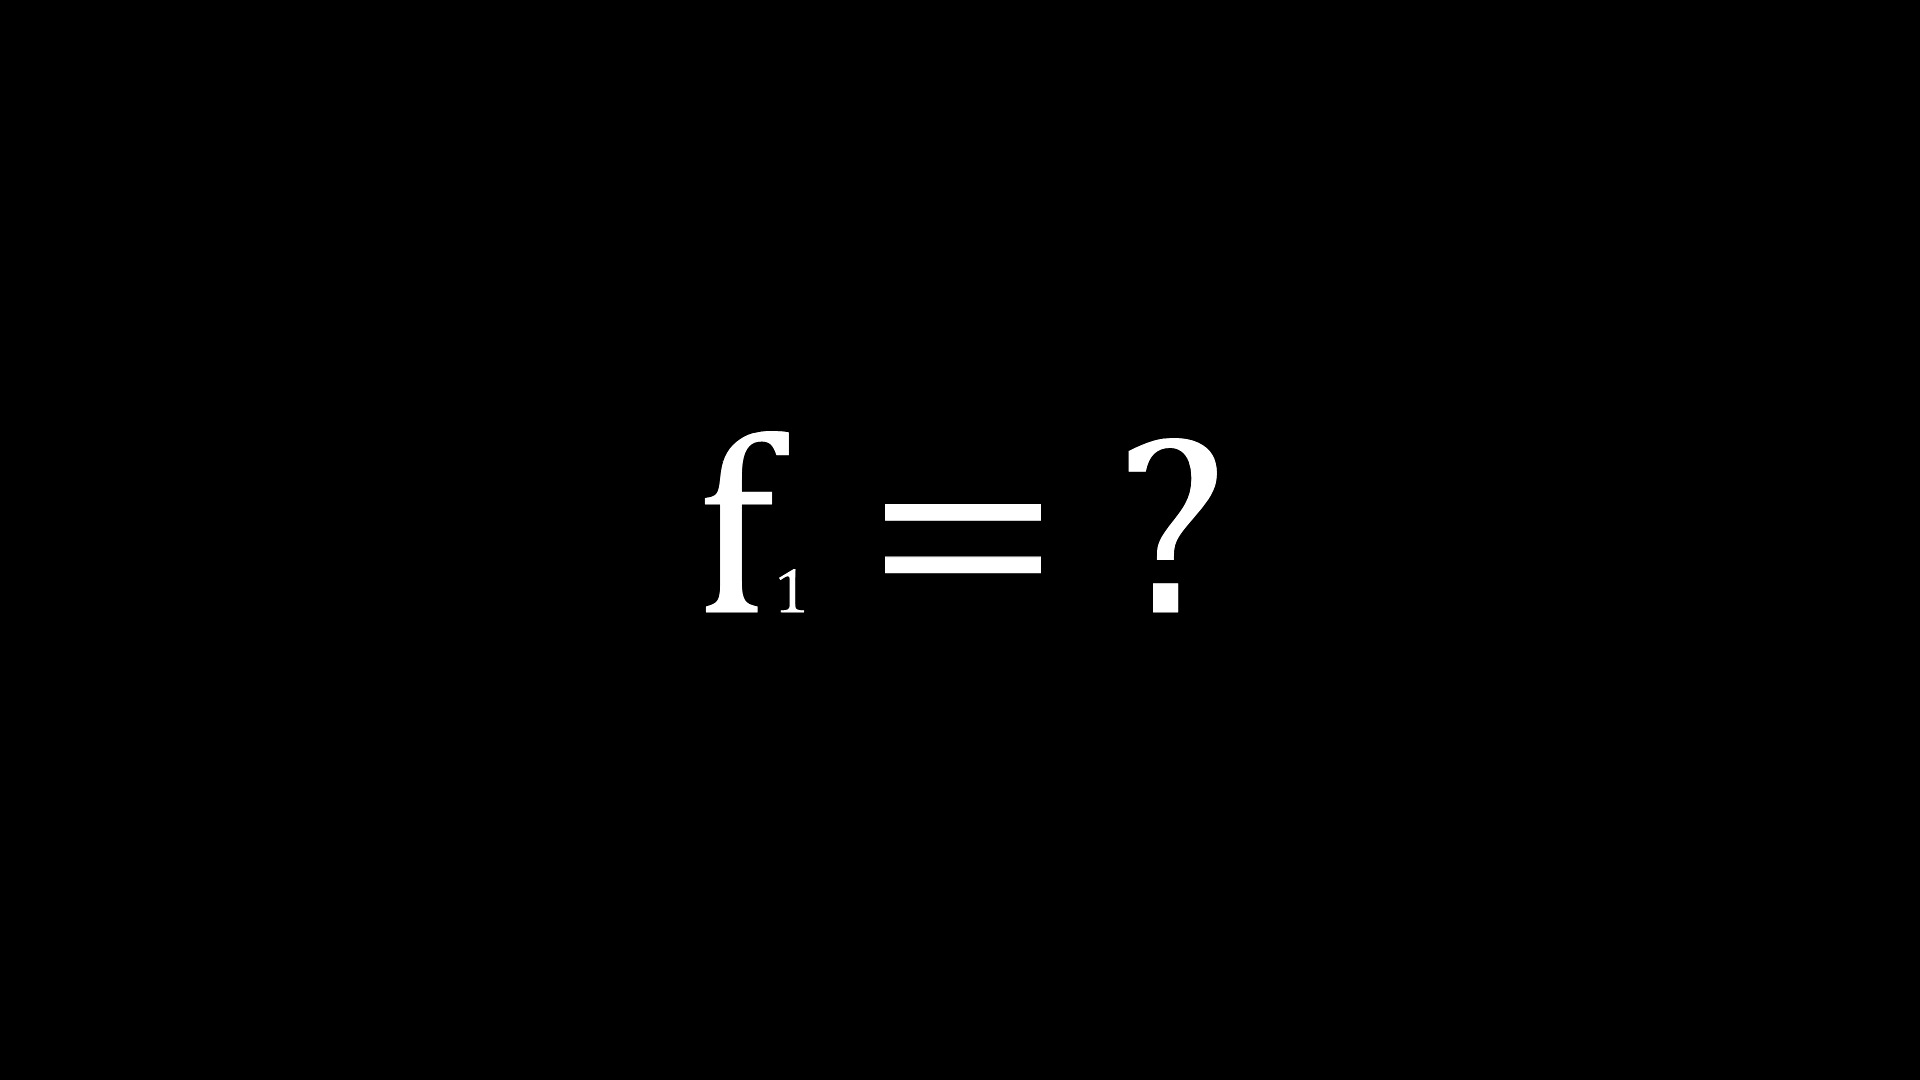 f₁ = ?